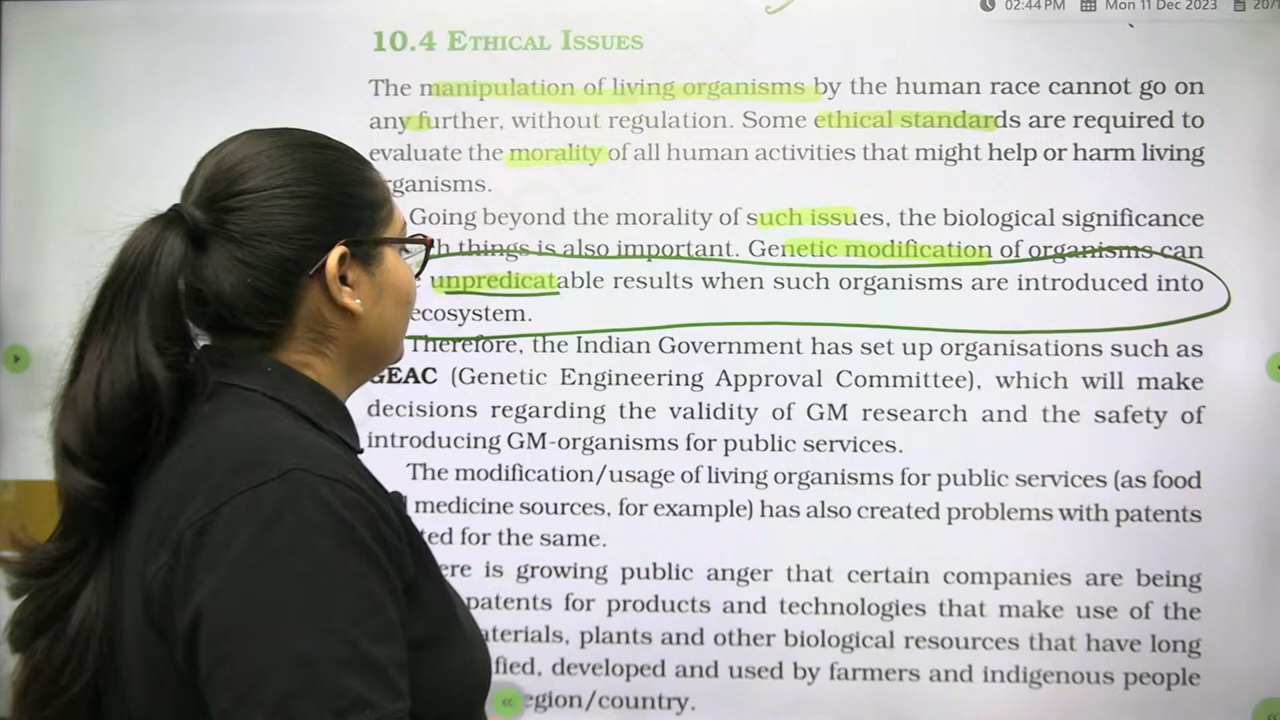 02:44PM Mon 11 Dec 2023
10.4 ETHICAL ISSUES
The manipulation of living organisms by the human race cannot go on
any further, without regulation. Some ethical standards are required to
evaluate the morality of all human activities that might help or harm living
rganisms.
Going beyond the morality of such issues, the biological significance
h things is also important. Genetic modification of organisms can
unpredicatable results when such organisms are introduced into
ecosystem.
Therefore, the Indian Government has set up organisations such as
GEAC (Genetic Engineering Approval Committee), which will make
decisions regarding the validity of GM research and the safety of
introducing GM-organisms for public services.
The modification/usage of living organisms for public services (as food
medicine sources, for example) has also created problems with patents
ted for the same.
ere is growing public anger that certain companies are being
patents for products and technologies that make use of the
aterials, plants and other biological resources that have long
fied, developed and used by farmers and indigenous people
egion/country.